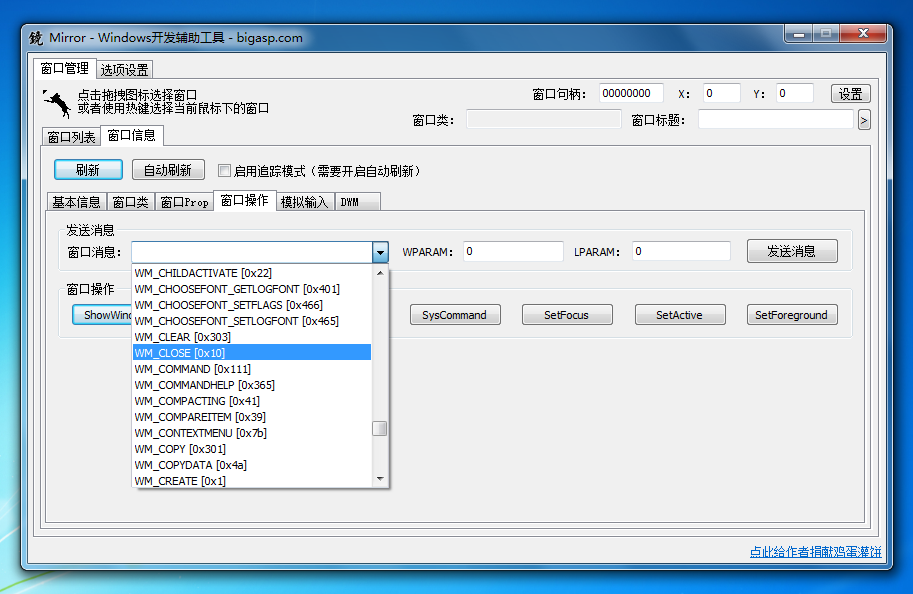 镜 Mirror - Windows开发辅助工具 - bigasp.com
窗口管理 选项设置
点击拖拽图标选择窗口
或者使用热键选择当前鼠标下的窗口
窗口句柄: 00000000 X: 0 Y: 0 设置
窗口类: 窗口标题: >
窗口列表 窗口信息
刷新 自动刷新 启用追踪模式(需要开启自动刷新)
基本信息 窗口类 窗口Prop 窗口操作 模拟输入 DWM
发送消息
窗口消息: WPARAM: 0 LPARAM: 0 发送消息
WM_CHILDACTIVATE [0x22]
WM_CHOOSEFONT_GETLOGFONT [0x401]
WM_CHOOSEFONT_SETFLAGS [0x466]
WM_CHOOSEFONT_SETLOGFONT [0x465]
WM_CLEAR [0x303]
WM_CLOSE [0x10]
WM_COMMAND [0x111]
WM_COMMANDHELP [0x365]
WM_COMPACTING [0x41]
WM_COMPAREITEM [0x39]
WM_CONTEXTMENU [0x7b]
WM_COPY [0x301]
WM_COPYDATA [0x4a]
WM_CREATE [0x1]
窗口操作
ShowWind SysCommand SetFocus SetActive SetForeground
点此给作者捐献鸡蛋灌饼